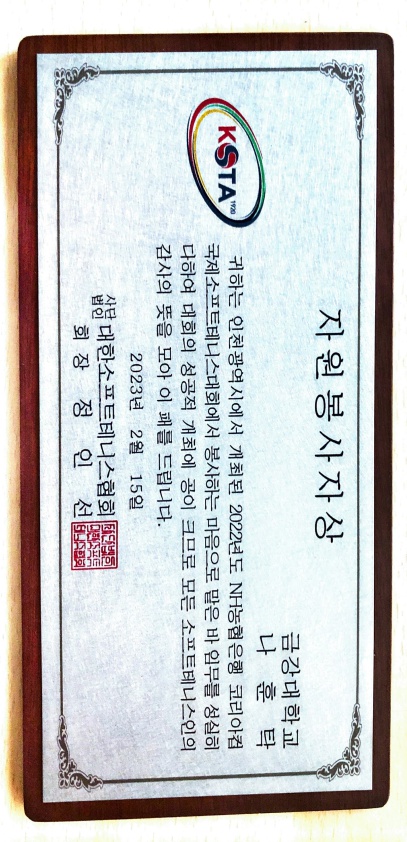 자원봉사자상
금강대학교
나 훈 탁
귀하는 인천광역시에서 개최된 2022년도 NH농협은행 코리아컵
국제소프트테니스대회에서 봉사하는 마음으로 맡은 바 임무를 성실히
다하여 대회의 성공적 개최에 공이 크므로 모든 소프트테니스인의
감사의 뜻을 모아 이 패를 드립니다.
2023년 2월 15일
사단법인 대한소프트테니스협회
회 장 정 인 선
KSTA 1920